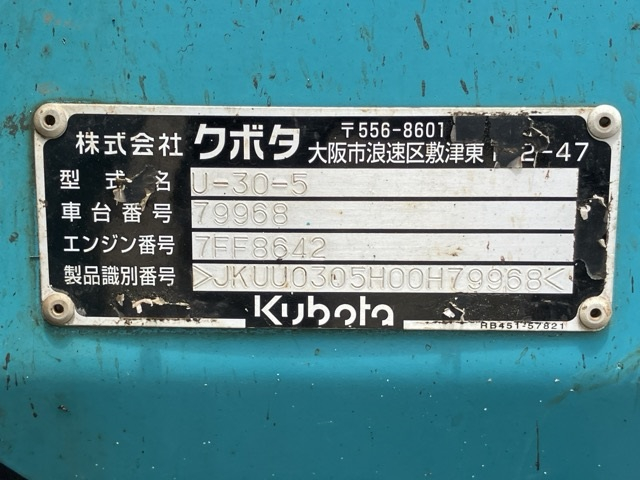 株式会社 クボタ 〒556-8601
大阪市浪速区敷津東 2-47
型式名 U-30-5
車台番号 79968
エンジン番号 7FF8642
製品識別番号 >JKUU0305H00H79968<
Kubota
RB451-57821